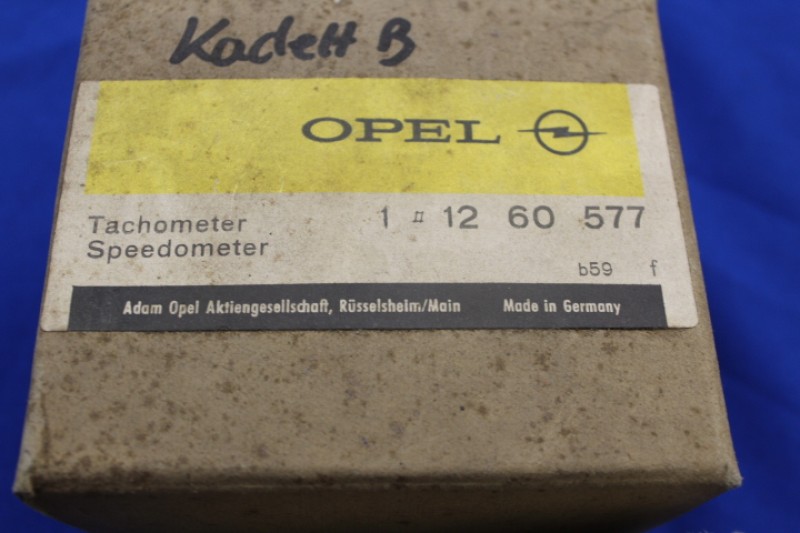 Kadett B
OPEL
Tachometer 1 ⌗ 12 60 577
Speedometer
b59 f
Adam Opel Aktiengesellschaft, Rüsselsheim/Main Made in Germany